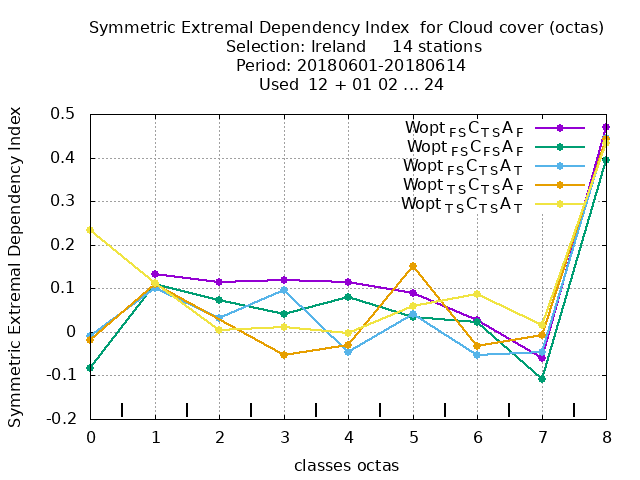 Symmetric Extremal Dependency Index for Cloud cover (octas)
Selection: Ireland 14 stations
Period: 20180601-20180614
Used 12 + 01 02 ... 24
Symmetric Extremal Dependency Index
0.5
0.4
0.3
0.2
0.1
0
-0.1
-0.2
Wopt FS C TS A F
Wopt FS C FS A F
Wopt FS C TS A T
Wopt TS C TS A F
Wopt TS C TS A T
0 1 2 3 4 5 6 7 8
classes octas